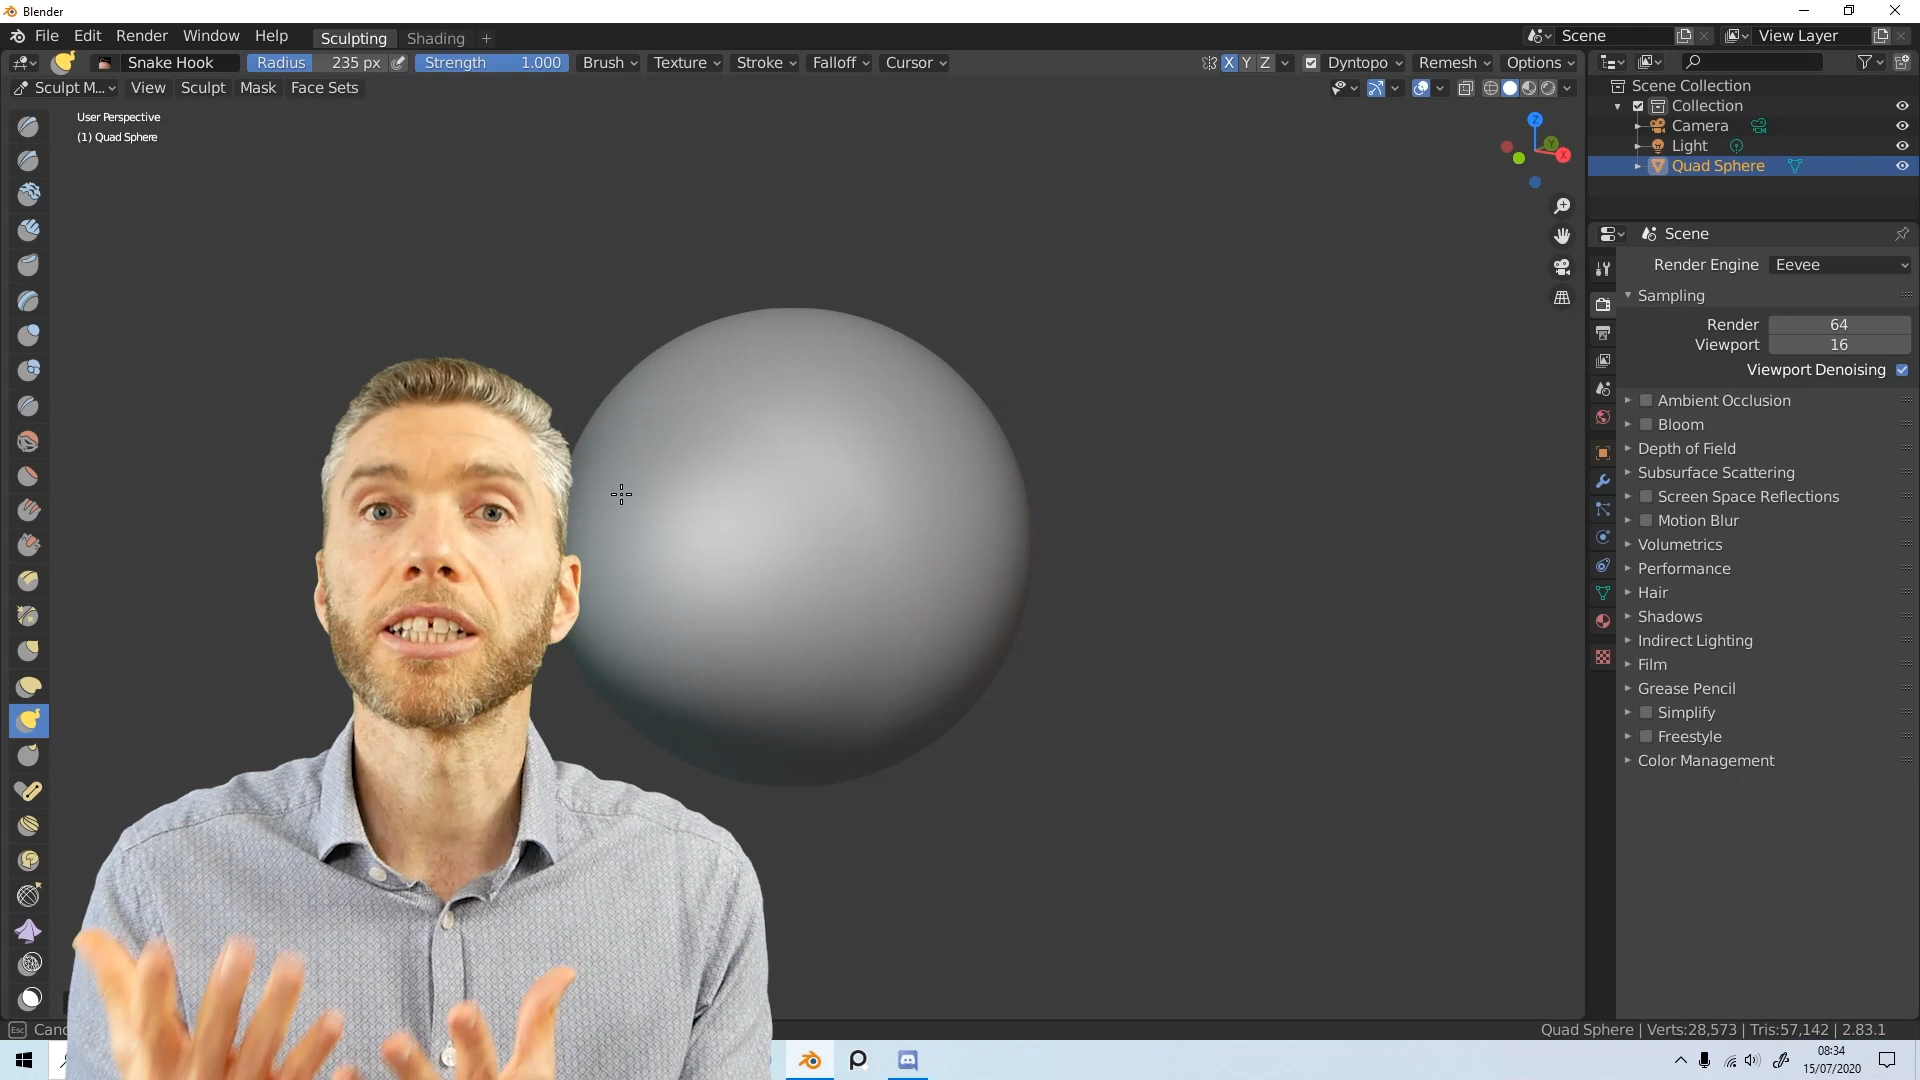 Blender
File Edit Render Window Help Sculpting Shading + Scene View Layer
Snake Hook Radius 235 px Strength 1.000 Brush Texture Stroke Falloff Cursor X Y Z Dyntopo Remesh Options
Sculpt M... View Sculpt Mask Face Sets
User Perspective
(1) Quad Sphere
Z
Y
X
Scene Collection
Collection
Camera
Light
Quad Sphere
Scene
Render Engine Eevee
Sampling
Render 64
Viewport 16
Viewport Denoising
Ambient Occlusion
Bloom
Depth of Field
Subsurface Scattering
Screen Space Reflections
Motion Blur
Volumetrics
Performance
Hair
Shadows
Indirect Lighting
Film
Grease Pencil
Simplify
Freestyle
Color Management
Esc
Quad Sphere | Verts:28,573 | Tris:57,142 | 2.83.1
08:34
15/07/2020